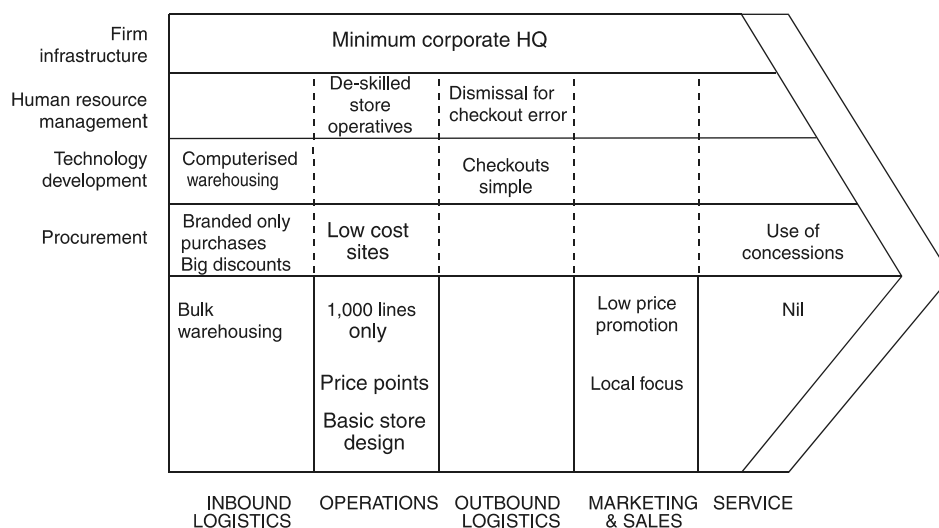 Firm
infrastructure
Minimum corporate HQ
Human resource
management
De-skilled
store
operatives
Dismissal for
checkout error
Technology
development
Computerised
warehousing
Checkouts
simple
Procurement
Branded only
purchases
Big discounts
Low cost
sites
Use of
concessions
Bulk
warehousing
1,000 lines
only
Price points
Basic store
design
Low price
promotion
Local focus
Nil
INBOUND
LOGISTICS
OPERATIONS
OUTBOUND
LOGISTICS
MARKETING
& SALES
SERVICE